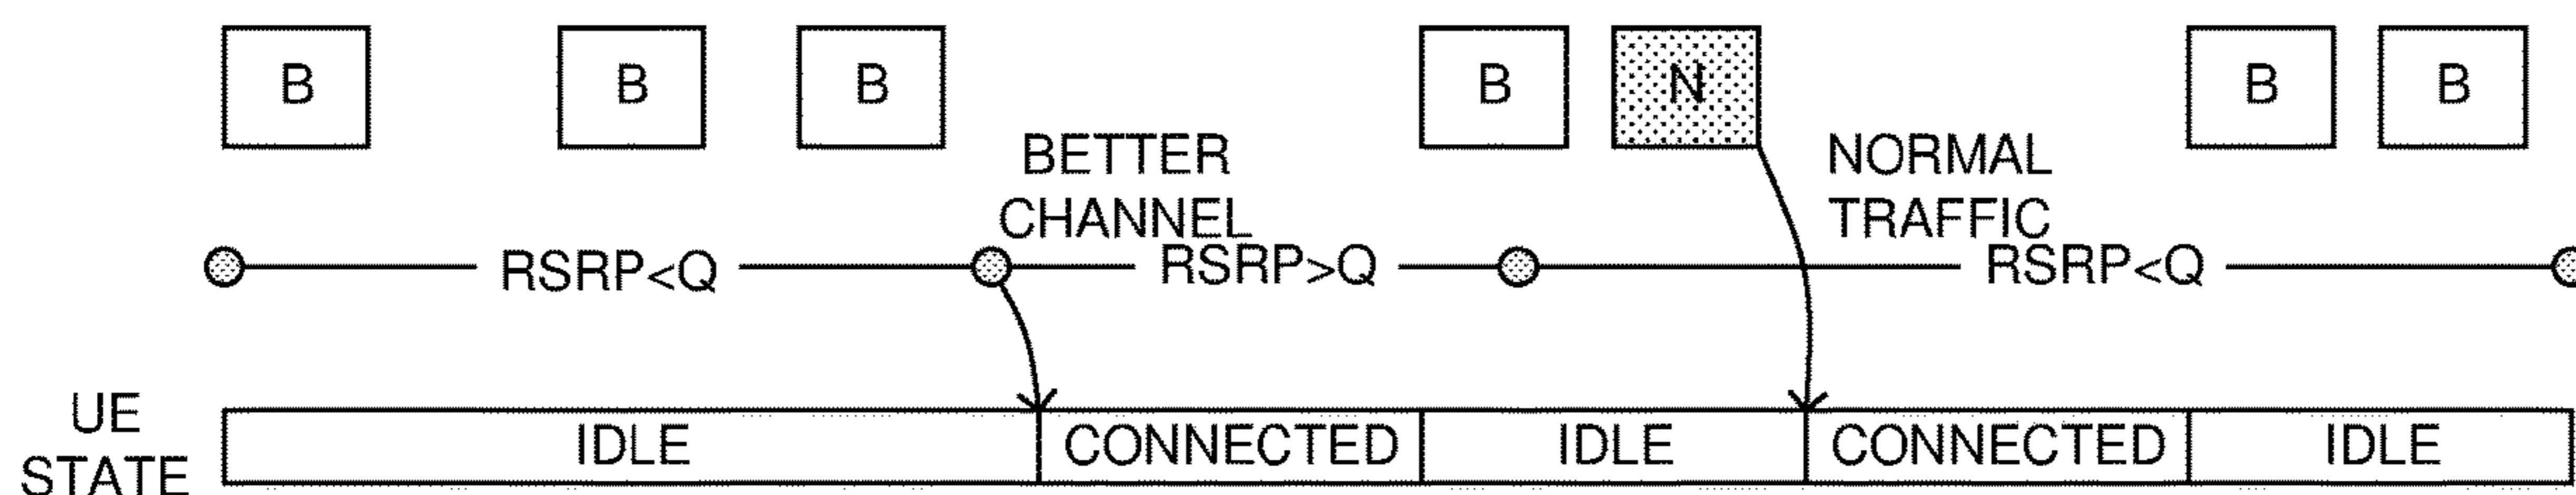 B B B B N B B
BETTER
CHANNEL
NORMAL
TRAFFIC
RSRP<Q RSRP>Q RSRP<Q
UE
STATE
IDLE CONNECTED IDLE CONNECTED IDLE